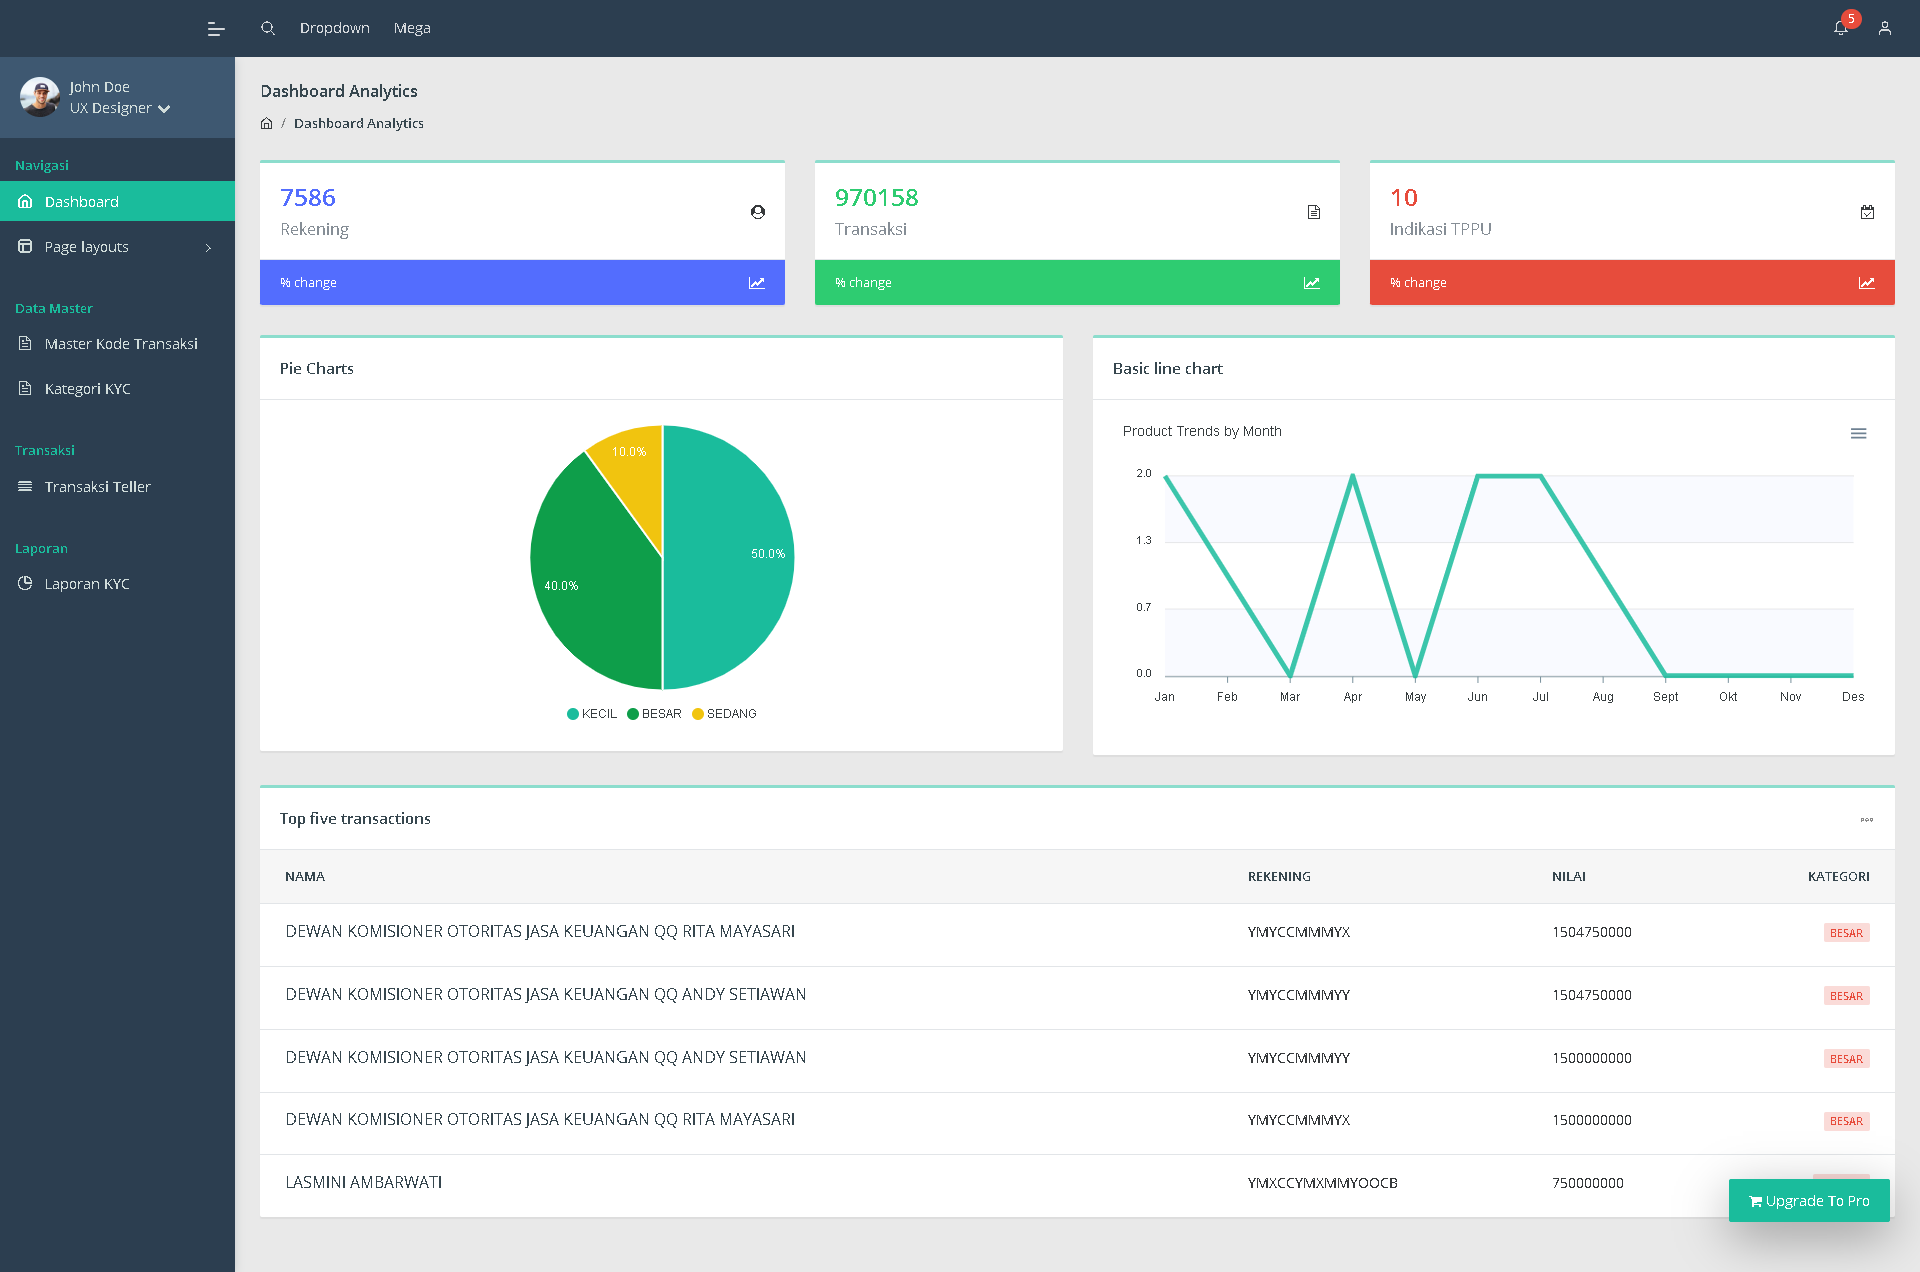 Dropdown Mega
5
John Doe
UX Designer
Navigasi
Dashboard
Page layouts
Data Master
Master Kode Transaksi
Kategori KYC
Transaksi
Transaksi Teller
Laporan
Laporan KYC
Dashboard Analytics
/ Dashboard Analytics
7586
Rekening
% change
970158
Transaksi
% change
10
Indikasi TPPU
% change
Pie Charts
10.0%
50.0%
40.0%
KECIL BESAR SEDANG
Basic line chart
Product Trends by Month
2.0
1.3
0.7
0.0
Jan Feb Mar Apr May Jun Jul Aug Sept Okt Nov Des
Top five transactions
NAMA REKENING NILAI KATEGORI
DEWAN KOMISIONER OTORITAS JASA KEUANGAN QQ RITA MAYASARI YMYCCMMMYX 1504750000 BESAR
DEWAN KOMISIONER OTORITAS JASA KEUANGAN QQ ANDY SETIAWAN YMYCCMMMYY 1504750000 BESAR
DEWAN KOMISIONER OTORITAS JASA KEUANGAN QQ ANDY SETIAWAN YMYCCMMMYY 1500000000 BESAR
DEWAN KOMISIONER OTORITAS JASA KEUANGAN QQ RITA MAYASARI YMYCCMMMYX 1500000000 BESAR
LASMINI AMBARWATI YMXCCYMXMMYOOCB 750000000
Upgrade To Pro